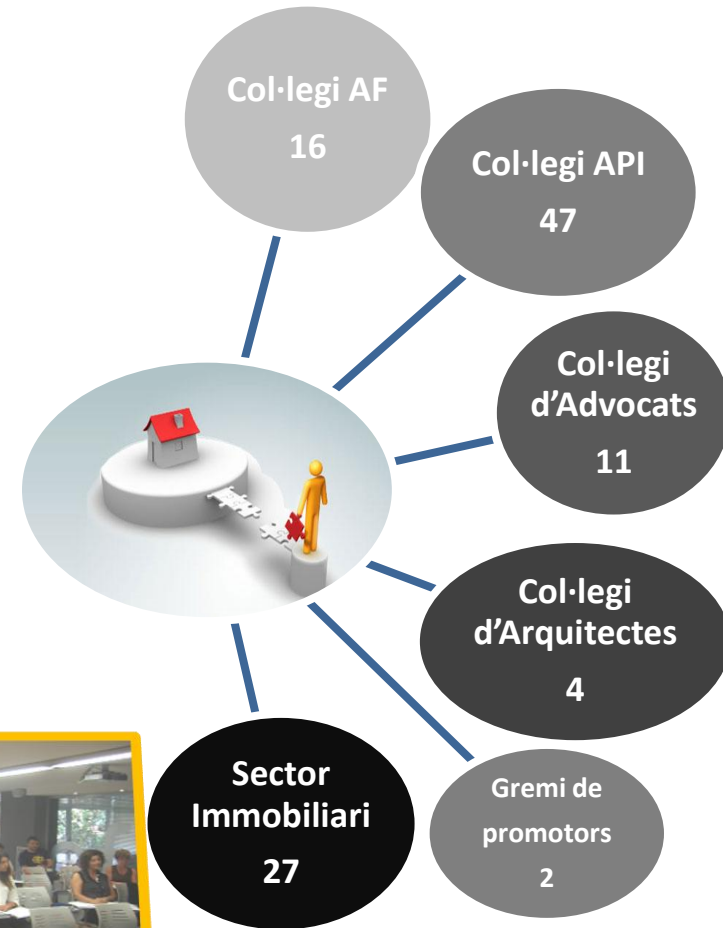 Col·legi AF
16
Col·legi API
47
Col·legi
d’Advocats
11
Col·legi
d’Arquitectes
4
Gremi de
promotors
2
Sector
Immobiliari
27